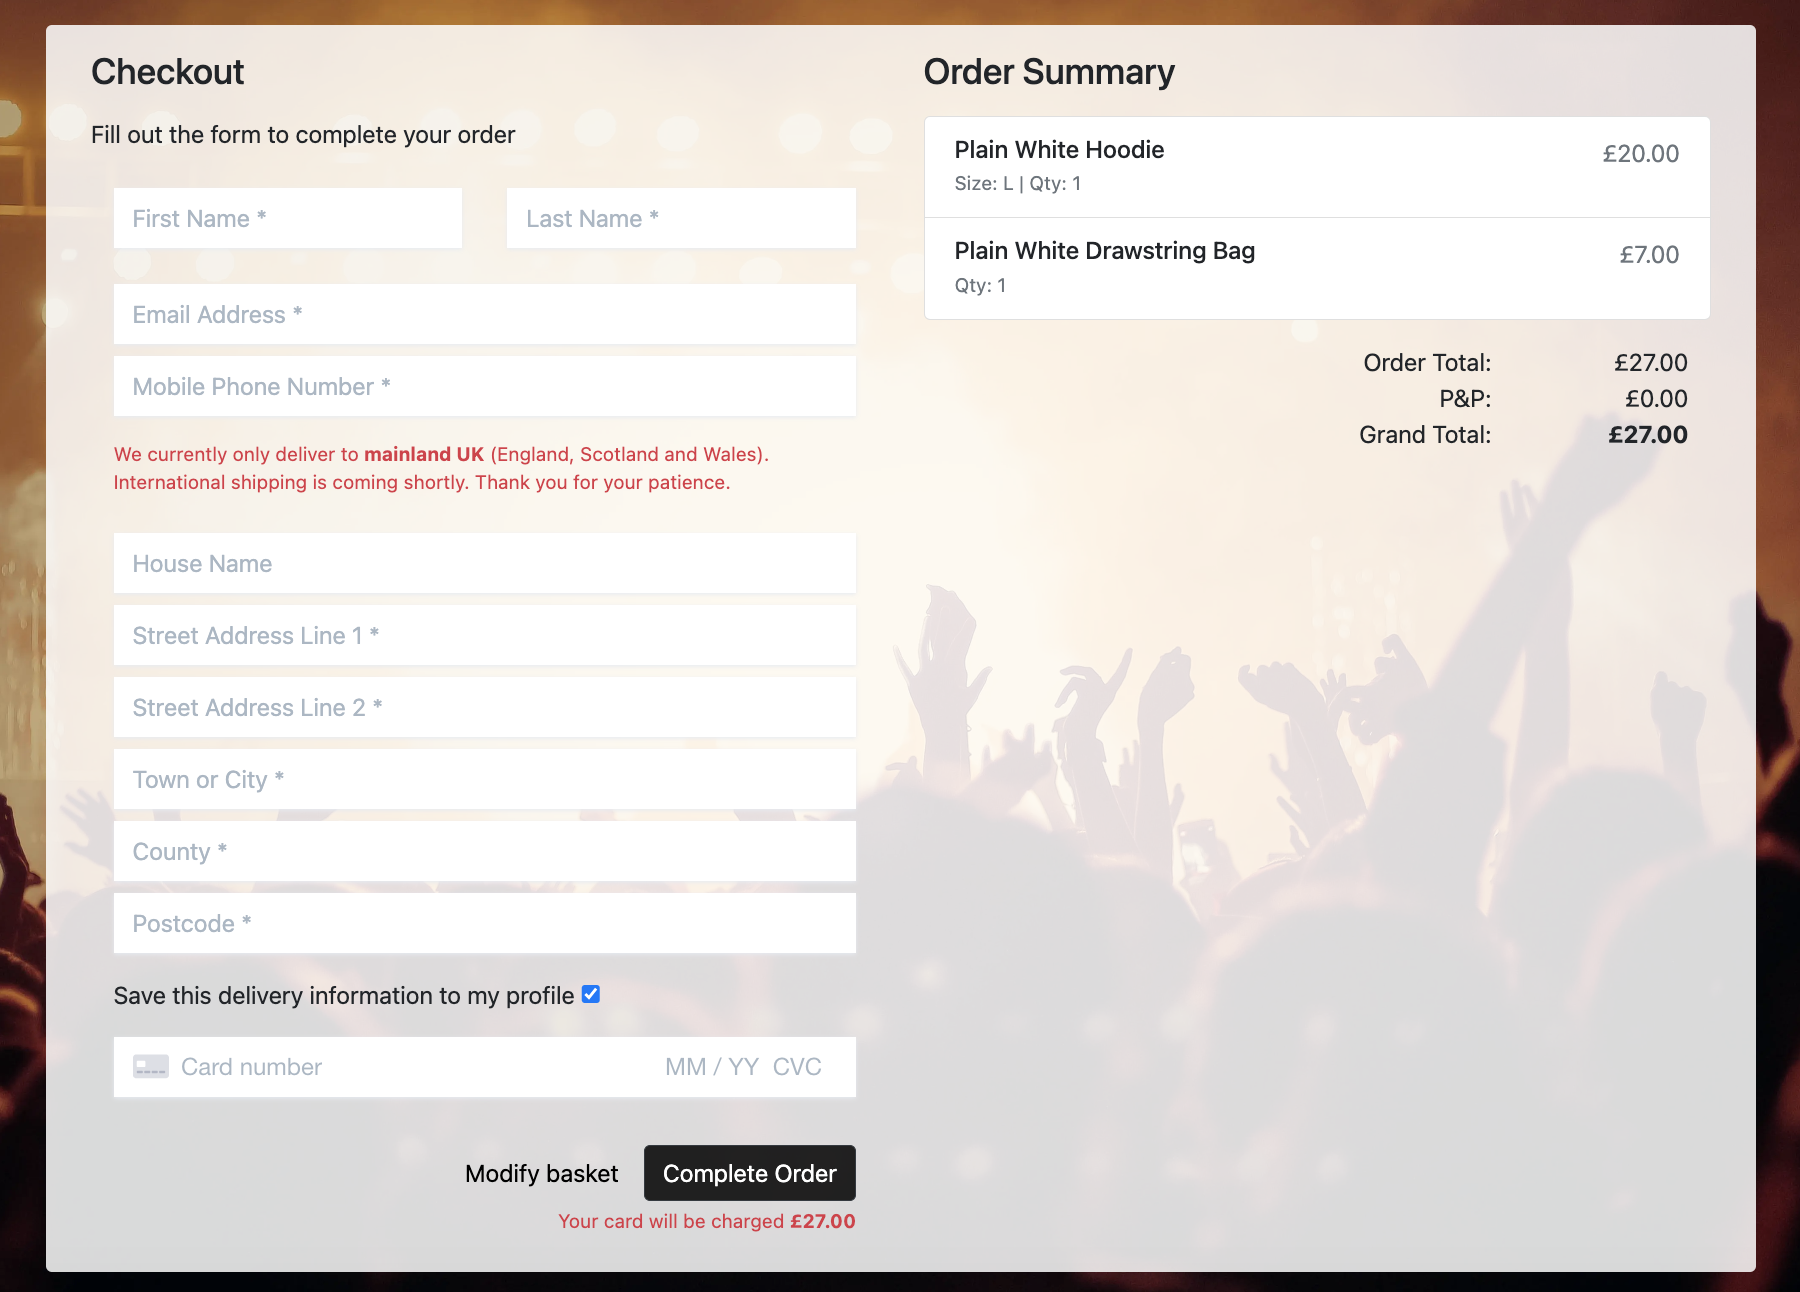 Checkout
Fill out the form to complete your order
First Name *
Last Name *
Email Address *
Mobile Phone Number *
We currently only deliver to mainland UK (England, Scotland and Wales).
International shipping is coming shortly. Thank you for your patience.
House Name
Street Address Line 1 *
Street Address Line 2 *
Town or City *
County *
Postcode *
Save this delivery information to my profile
Card number MM / YY CVC
Modify basket Complete Order
Your card will be charged £27.00
Order Summary
Plain White Hoodie £20.00
Size: L | Qty: 1
Plain White Drawstring Bag £7.00
Qty: 1
Order Total: £27.00
P&P: £0.00
Grand Total: £27.00